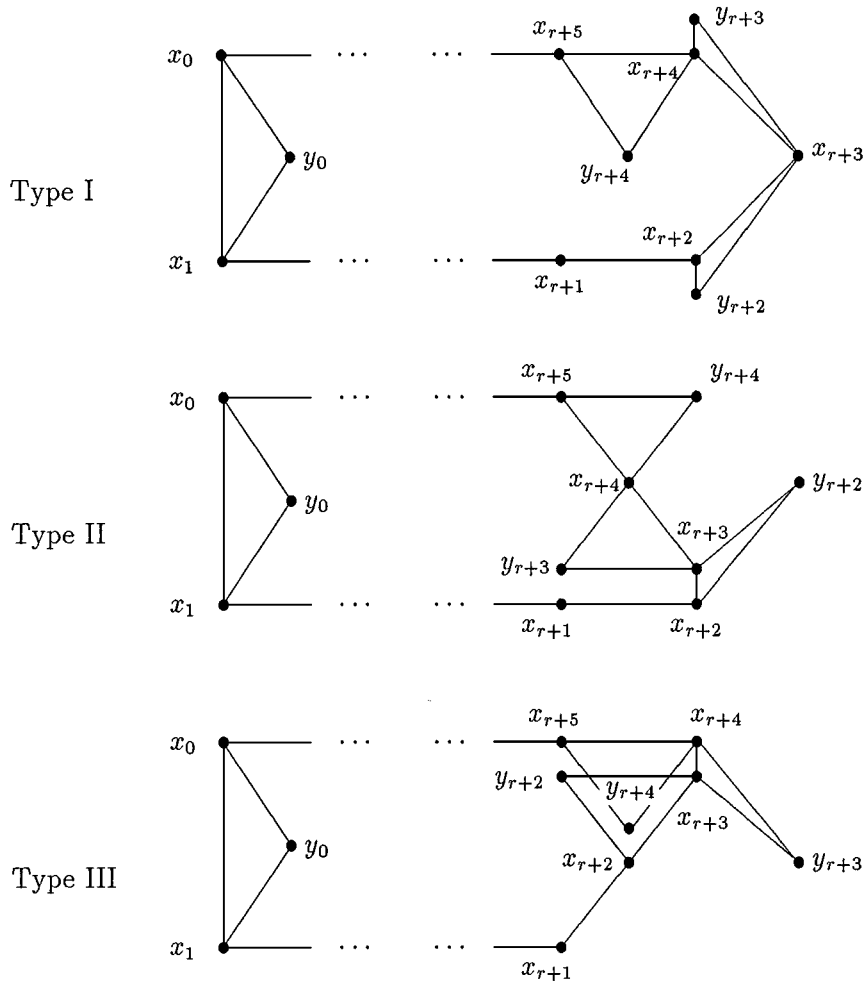 y_{r+3}
x_{r+5}
x_0 ··· ··· x_{r+4}
y_0 y_{r+4} x_{r+3}
Type I
x_{r+2}
x_1 ··· ··· x_{r+1}
y_{r+2}
x_{r+5} y_{r+4}
x_0 ··· ···
x_{r+4} y_{r+2}
y_0
Type II x_{r+3}
y_{r+3}
x_1 ··· ···
x_{r+1} x_{r+2}
x_{r+5} x_{r+4}
x_0 ··· ···
y_{r+2} y_{r+4}
x_{r+3}
y_0 x_{r+2} y_{r+3}
Type III
x_1 ··· ···
x_{r+1}